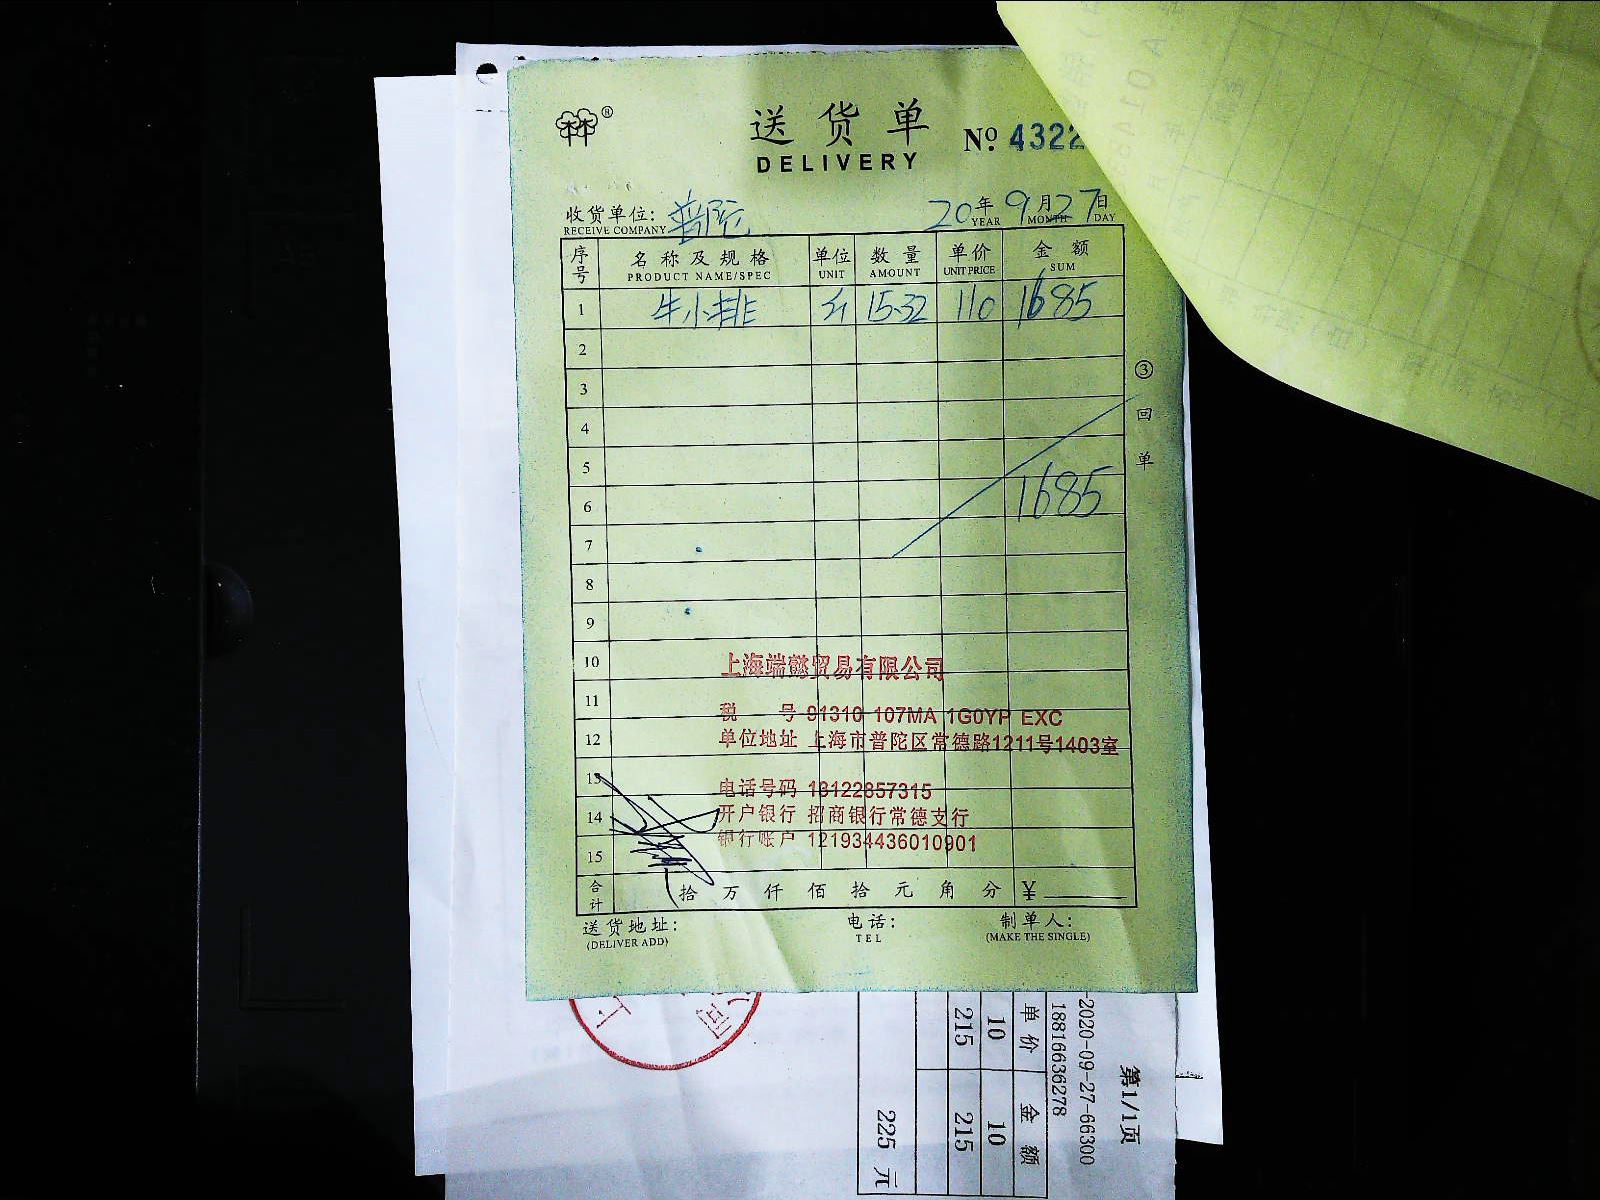 ®
送货单
DELIVERY
No. 4322
收货单位: 普陀
RECEIVE COMPANY
20年9月27日
YEAR MONTH DAY
序号 名称及规格 单位 数量 单价 金额
PRODUCT NAME/SPEC UNIT AMOUNT UNIT PRICE SUM
1 牛小排 斤 15.32 110 1685
2
3
4
5
6 1685
7
8
9
10
11
12
13
14
15
③回单
上海端懿贸易有限公司
税 号 91310 107MA 1G0YP EXC
单位地址 上海市普陀区常德路1211号1403室
电话号码 13122857315
开户银行 招商银行常德支行
银行账户 121934436010901
合计 拾 万 仟 佰 拾 元 角 分 ¥
送货地址: 电话: 制单人:
(DELIVER ADD) TEL (MAKE THE SINGLE)
第1/1页
-2020-09-27-66300
18816636278
单价 金额
10 10
215 215
225 元